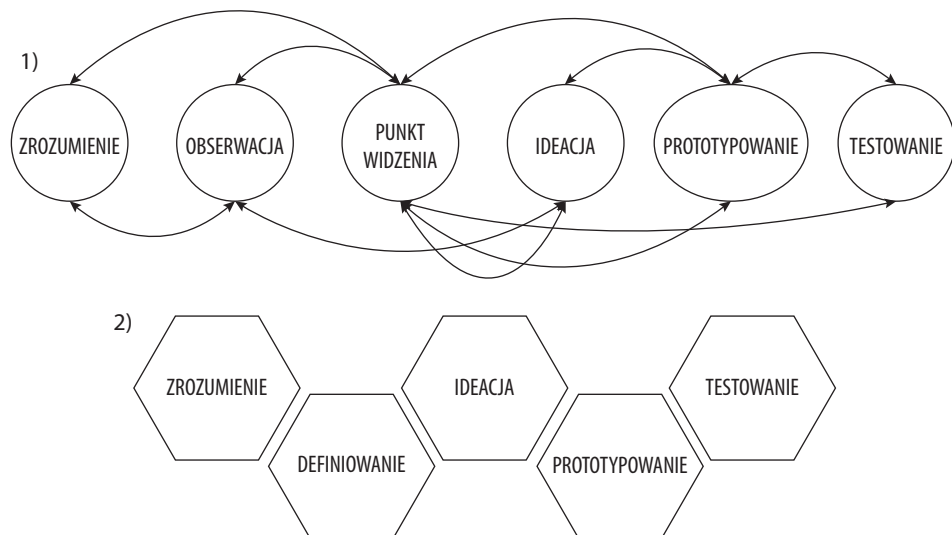 1)
ZROZUMIENIE
OBSERWACJA
PUNKT
WIDZENIA
IDEACJA
PROTOTYPOWANIE
TESTOWANIE
2)
ZROZUMIENIE
IDEACJA
TESTOWANIE
DEFINIOWANIE
PROTOTYPOWANIE